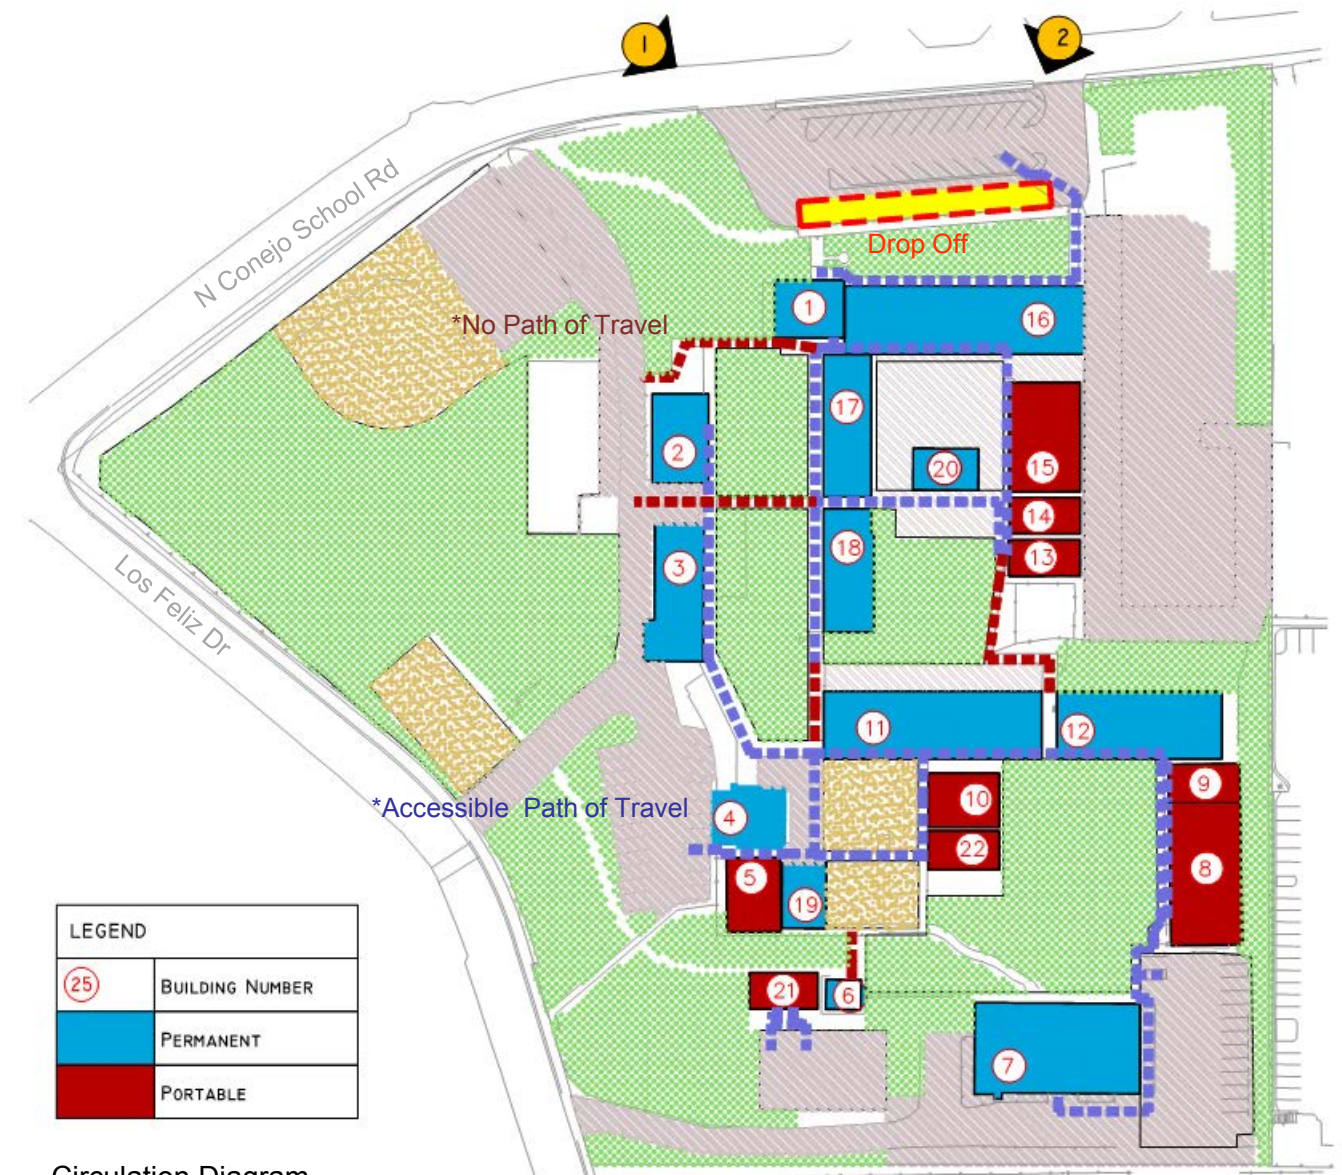 1
2
N Conejo School Rd
Drop Off
1
16
*No Path of Travel
17
2
20
15
14
18
13
3
Los Feliz Dr
11
12
9
10
*Accessible  Path of Travel
4
22
8
5
19
21
6
7
LEGEND
25 BUILDING NUMBER
PERMANENT
PORTABLE
Circulation Diagram